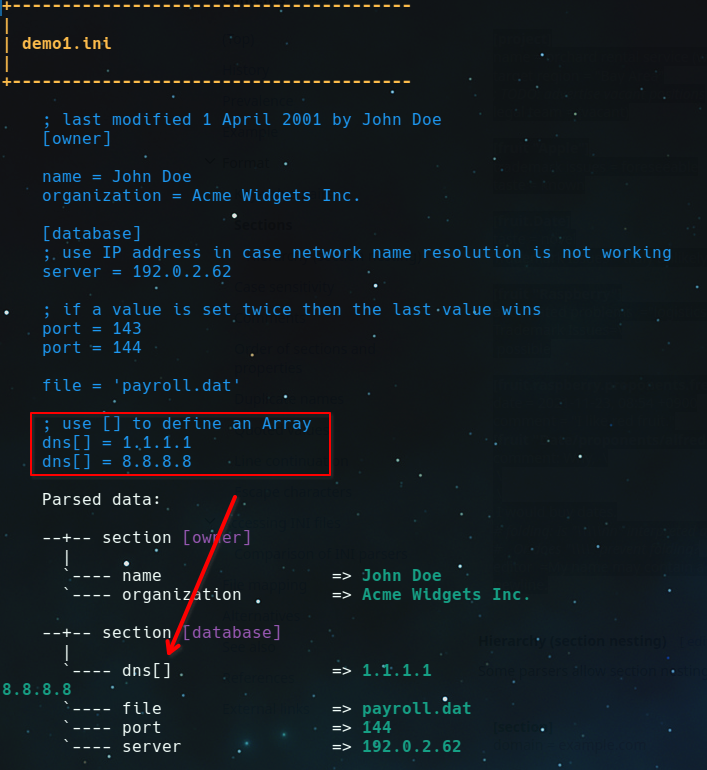 +----------------------------------------
|
| demo1.ini
|
+----------------------------------------
; last modified 1 April 2001 by John Doe
[owner]
name = John Doe
organization = Acme Widgets Inc.
[database]
; use IP address in case network name resolution is not working
server = 192.0.2.62
; if a value is set twice then the last value wins
port = 143
port = 144
file = 'payroll.dat'
; use [] to define an Array
dns[] = 1.1.1.1
dns[] = 8.8.8.8
Parsed data:
--+-- section [owner]
|
`---- name => John Doe
`---- organization => Acme Widgets Inc.
--+-- section [database]
|
`---- dns[] => 1.1.1.1
8.8.8.8
`---- file => payroll.dat
`---- port => 144
`---- server => 192.0.2.62
Hierarchy (section nesting)